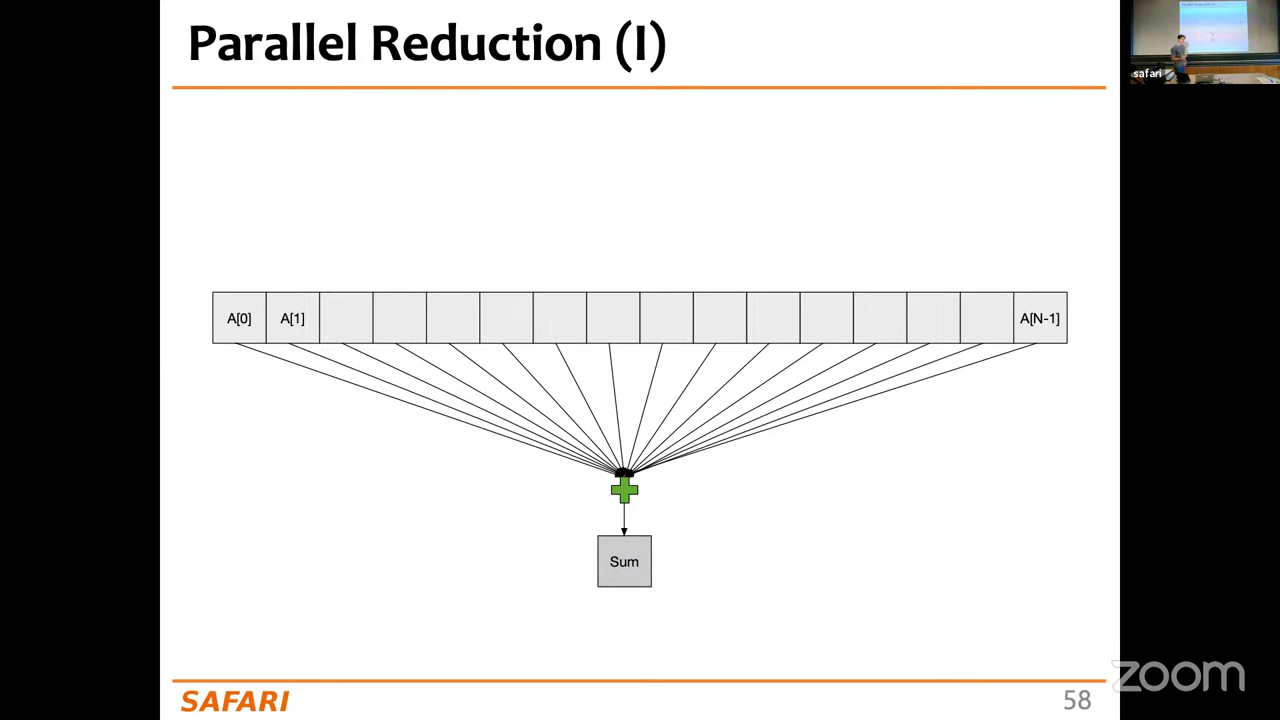 Parallel Reduction (I)
safari
A[0] A[1] A[N-1]
Sum
SAFARI
58
zoom